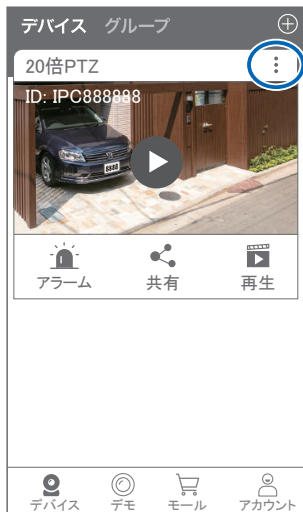 デバイス グループ
20倍PTZ
ID: IPC888888
8888
アラーム 共有 再生
デバイス デモ モール アカウント